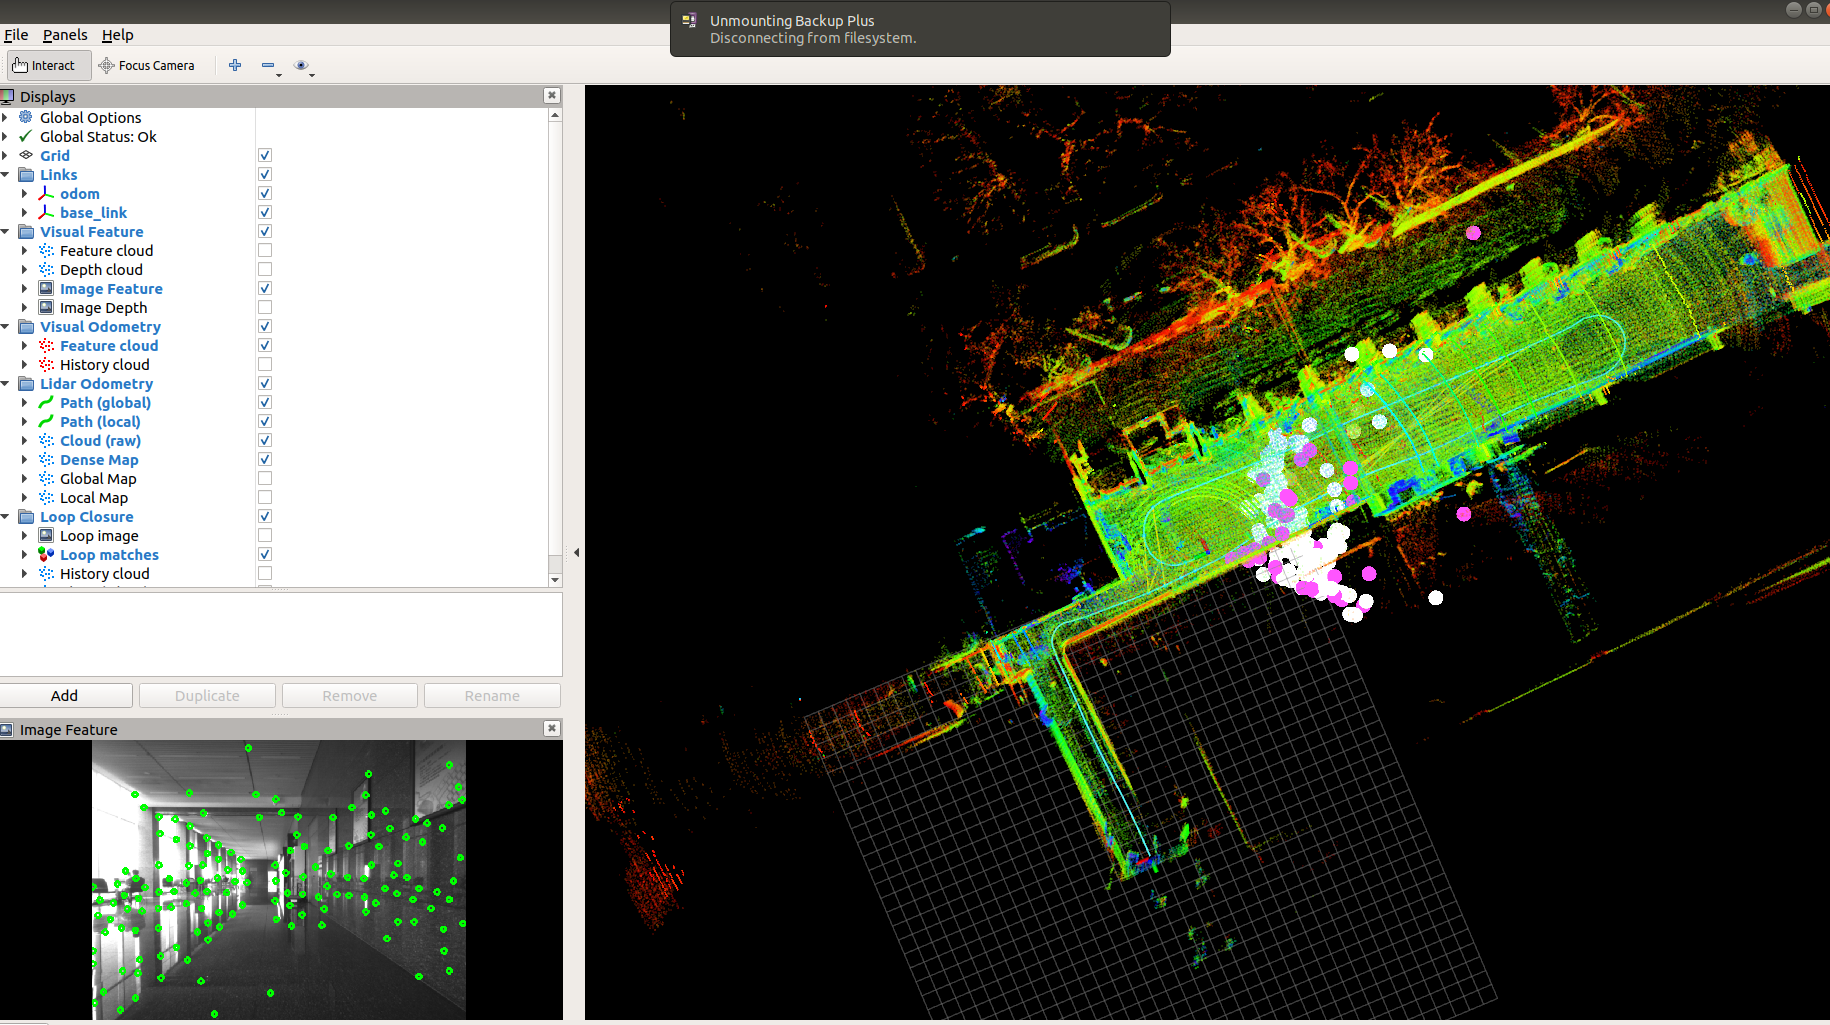 Unmounting Backup Plus
Disconnecting from filesystem.
File Panels Help
Interact Focus Camera
Displays
Global Options
Global Status: Ok
Grid
Links
odom
base_link
Visual Feature
Feature cloud
Depth cloud
Image Feature
Image Depth
Visual Odometry
Feature cloud
History cloud
Lidar Odometry
Path (global)
Path (local)
Cloud (raw)
Dense Map
Global Map
Local Map
Loop Closure
Loop image
Loop matches
History cloud
Add Duplicate Remove Rename
Image Feature